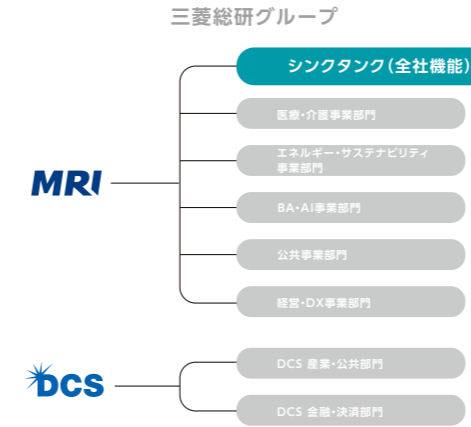 三菱総研グループ
シンクタンク（全社機能）
医療・介護事業部門
エネルギー・サステナビリティ
事業部門
MRI
BA・AI事業部門
公共事業部門
経営・DX事業部門
DCS
DCS 産業・公共部門
DCS 金融・決済部門